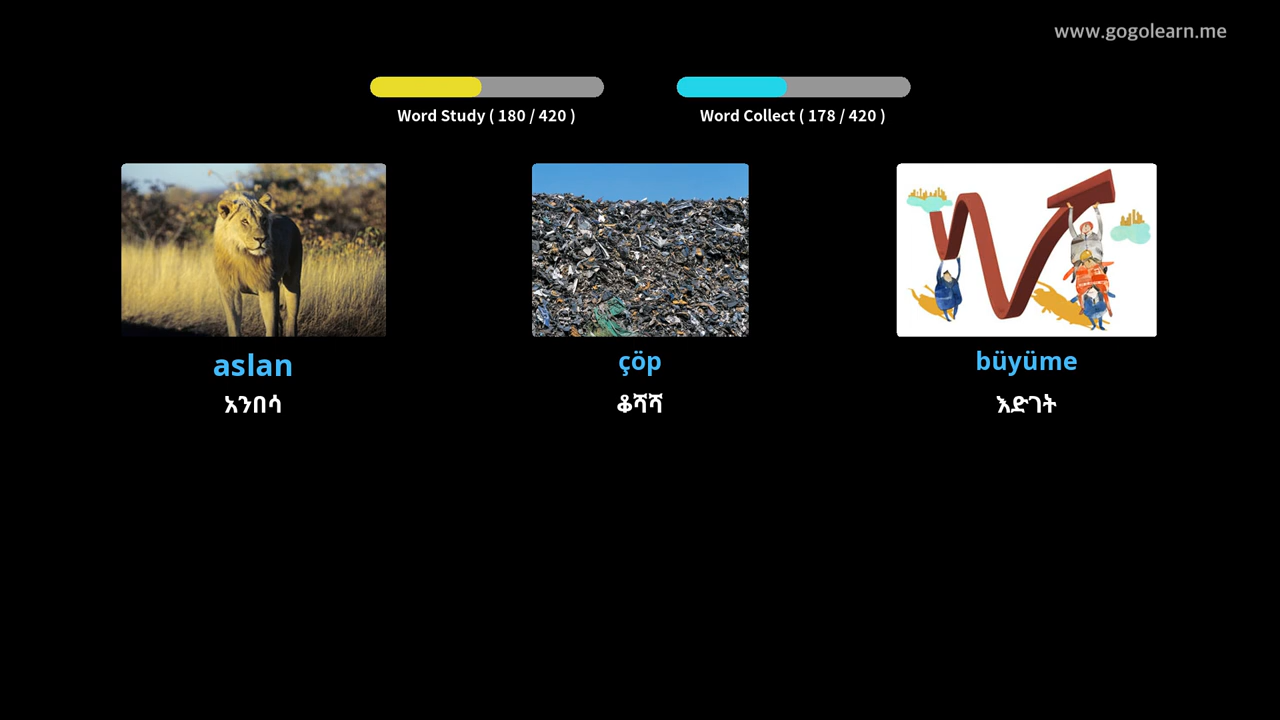 www.gogolearn.me
Word Study ( 180 / 420 )
Word Collect ( 178 / 420 )
aslan
çöp
büyüme
አንበሳ
ቆሻሻ
እድገት